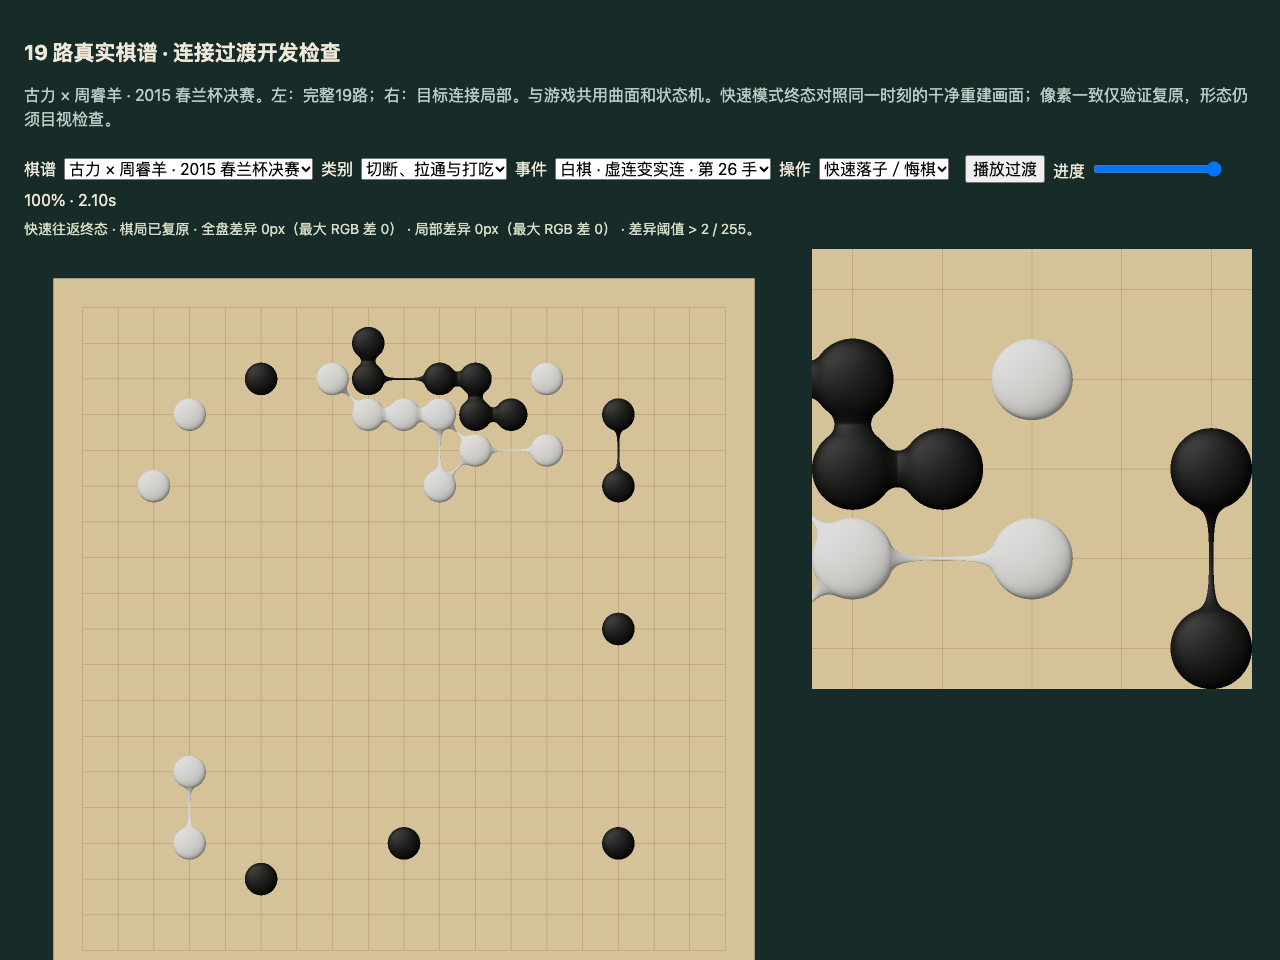 19 路真实棋谱 · 连接过渡开发检查
古力 × 周睿羊 · 2015 春兰杯决赛。左：完整19路；右：目标连接局部。与游戏共用曲面和状态机。快速模式终态对照同一时刻的干净重建画面；像素一致仅验证复原，形态仍
须目视检查。
棋谱 古力 × 周睿羊 · 2015 春兰杯决赛 类别 切断、拉通与打吃 事件 白棋 · 虚连变实连 · 第 26 手 操作 快速落子 / 悔棋 播放过渡 进度
100% · 2.10s
快速往返终态 · 棋局已复原 · 全盘差异 0px（最大 RGB 差 0） · 局部差异 0px（最大 RGB 差 0） · 差异阈值 > 2 / 255。